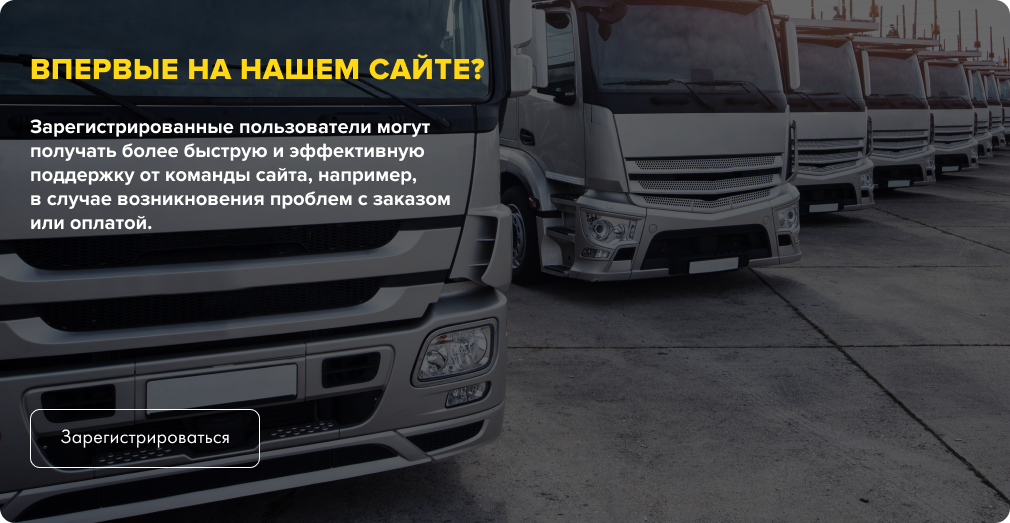 ВПЕРВЫЕ НА НАШЕМ САЙТЕ?
Зарегистрированные пользователи могут
получать более быструю и эффективную
поддержку от команды сайта, например,
в случае возникновения проблем с заказом
или оплатой.
Зарегистрироваться